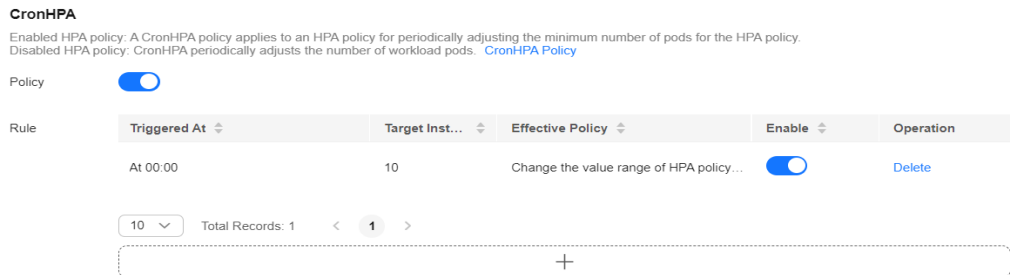 CronHPA
Enabled HPA policy: A CronHPA policy applies to an HPA policy for periodically adjusting the minimum number of pods for the HPA policy.
Disabled HPA policy: CronHPA periodically adjusts the number of workload pods. CronHPA Policy
Policy
Rule Triggered At Target Inst... Effective Policy Enable Operation
At 00:00 10 Change the value range of HPA policy... Delete
10 Total Records: 1 < 1 >
+